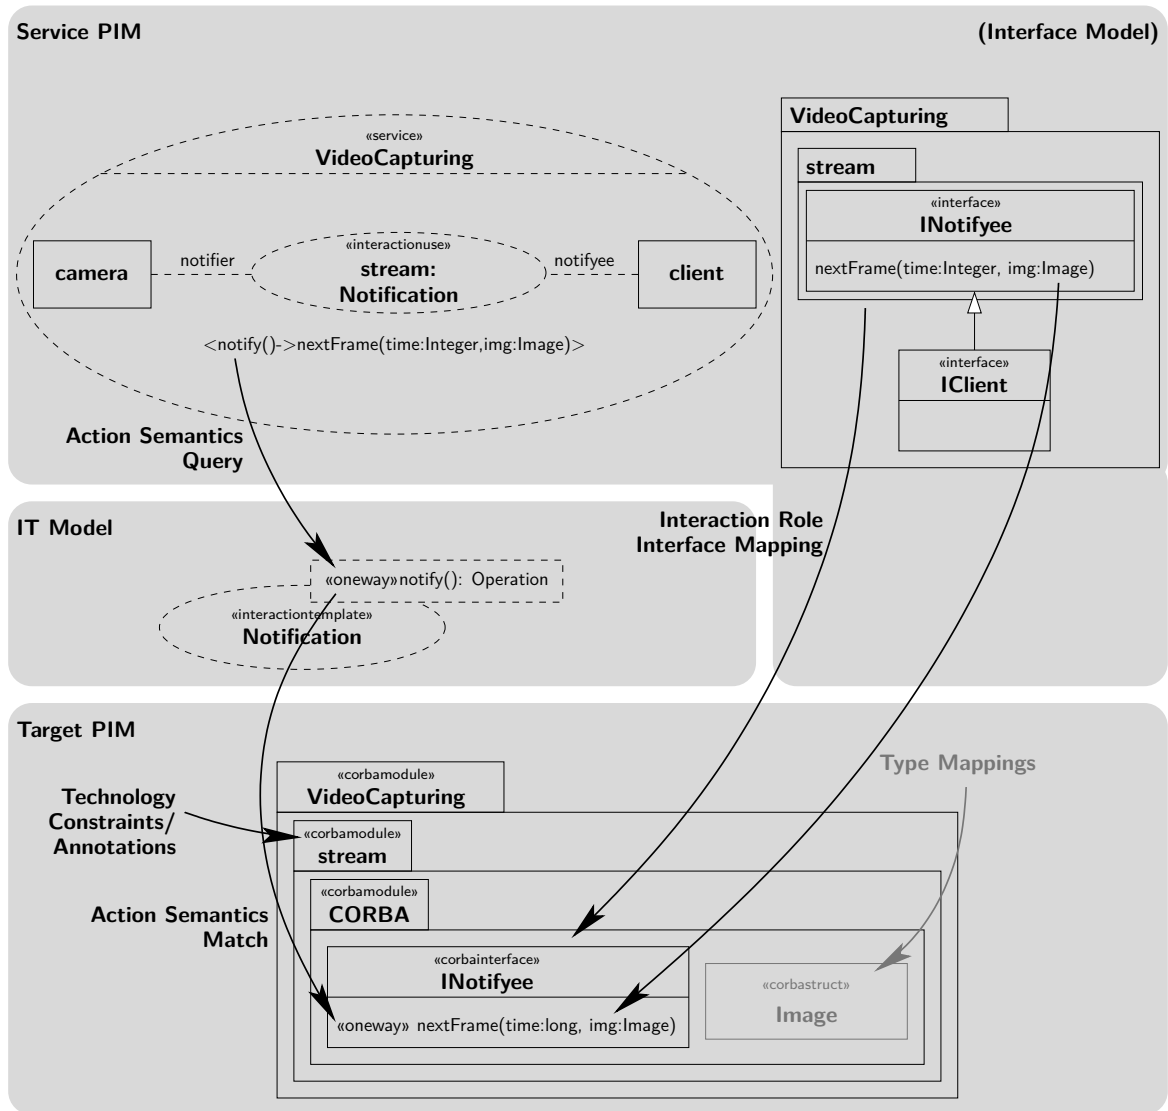 Service PIM
(Interface Model)
«service»
VideoCapturing
camera
notifier
«interactionuse»
stream:
Notification
notifyee
client
<notify()->nextFrame(time:Integer,img:Image)>
VideoCapturing
stream
«interface»
INotifyee
nextFrame(time:Integer, img:Image)
«interface»
IClient
Action Semantics
Query
IT Model
«oneway»notify(): Operation
«interactiontemplate»
Notification
Interaction Role
Interface Mapping
Target PIM
Type Mappings
Technology
Constraints/
Annotations
Action Semantics
Match
«corbamodule»
VideoCapturing
«corbamodule»
stream
«corbamodule»
CORBA
«corbainterface»
INotifyee
«oneway» nextFrame(time:long, img:Image)
«corbastruct»
Image